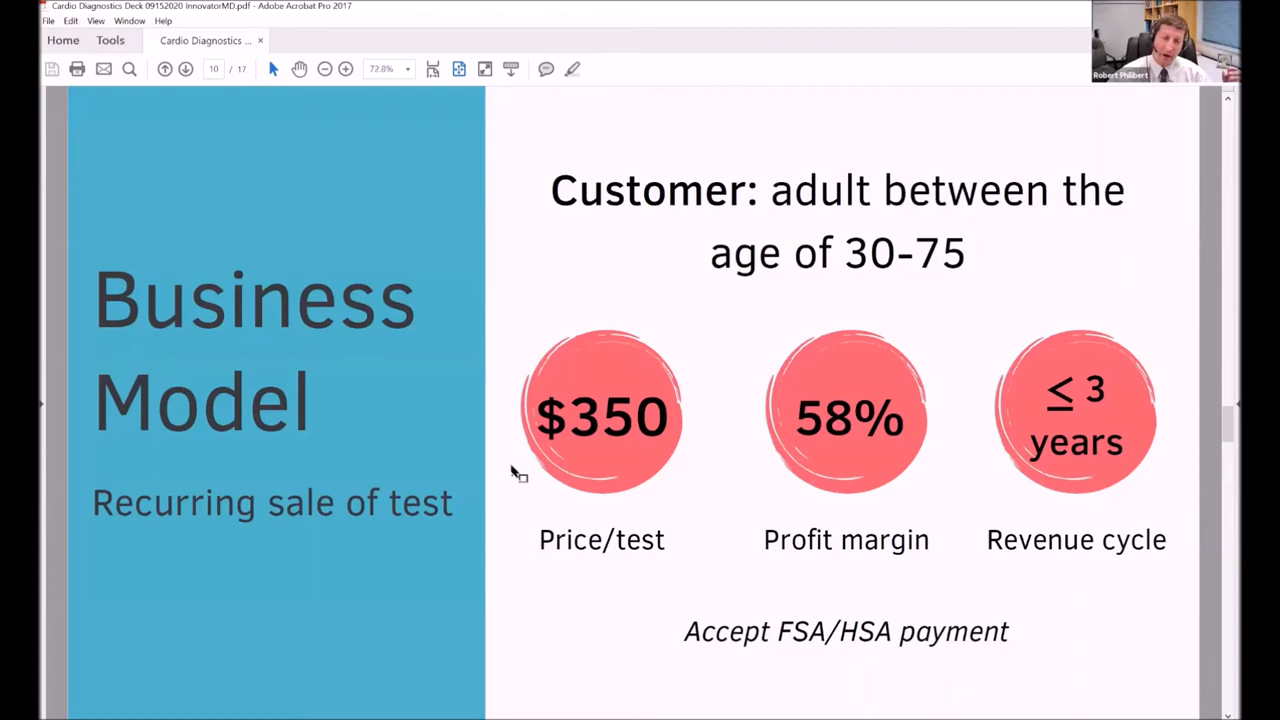 Cardio Diagnostics Deck 09152020 InnovatorMD.pdf - Adobe Acrobat Pro 2017
File Edit View Window Help
Home Tools Cardio Diagnostics ... ×
10 / 17 72.8%
Robert Philibert
Business
Model
Recurring sale of test
Customer: adult between the
age of 30-75
$350
58%
≤ 3
years
Price/test
Profit margin
Revenue cycle
Accept FSA/HSA payment